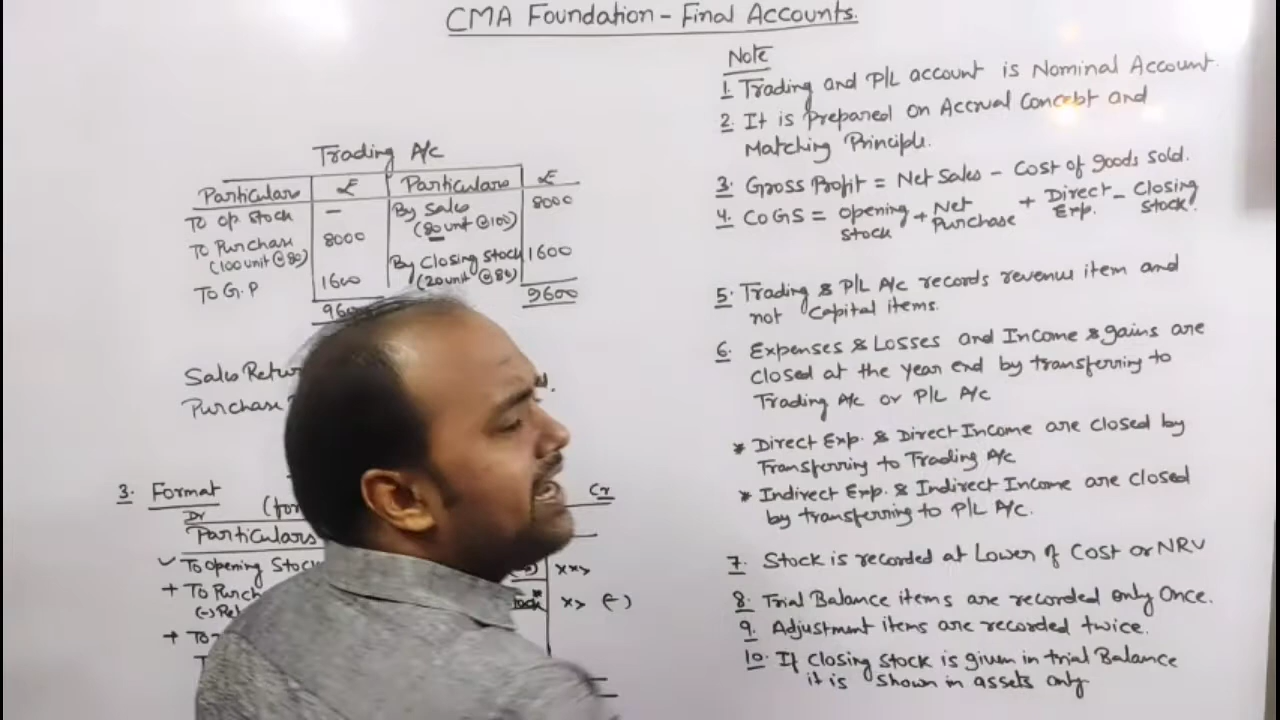 CMA Foundation - Final Accounts.
Trading A/c
Particulars £ Particulars £
To Op. Stock – By Sales 8000
(80 unit @ 100)
To Purchase 8000
(100 unit @ 80)
By Closing Stock 1600
(20 unit @ 80)
To G.P 1600
9600
Sales Retur
Purchase
3. Format
Dr (for Cr
Particulars
✓ To Opening Stoc xxx
+ To Purch xx (-)
(-) Ret
+ To
Note
1. Trading and P/L account is Nominal Account.
2. It is Prepared on Accrual Concept and
Matching Principle.
3. Gross Profit = Net Sales - Cost of goods sold.
4. COGS = Opening Stock + Net Purchase + Direct Exp. - Closing Stock.
5. Trading & P/L A/c records revenue item and
not Capital items.
6. Expenses & Losses and Income & gains are
closed at the year end by transferring to
Trading A/c or P/L A/c
* Direct Exp. & Direct Income are closed by
Transferring to Trading A/c
* Indirect Exp. & Indirect Income are closed
by transferring to P/L A/c.
7. Stock is recorded at Lower of Cost or NRV
8. Trial Balance items are recorded only Once.
9. Adjustment items are recorded twice.
10. If Closing Stock is given in trial Balance
it is shown in assets only